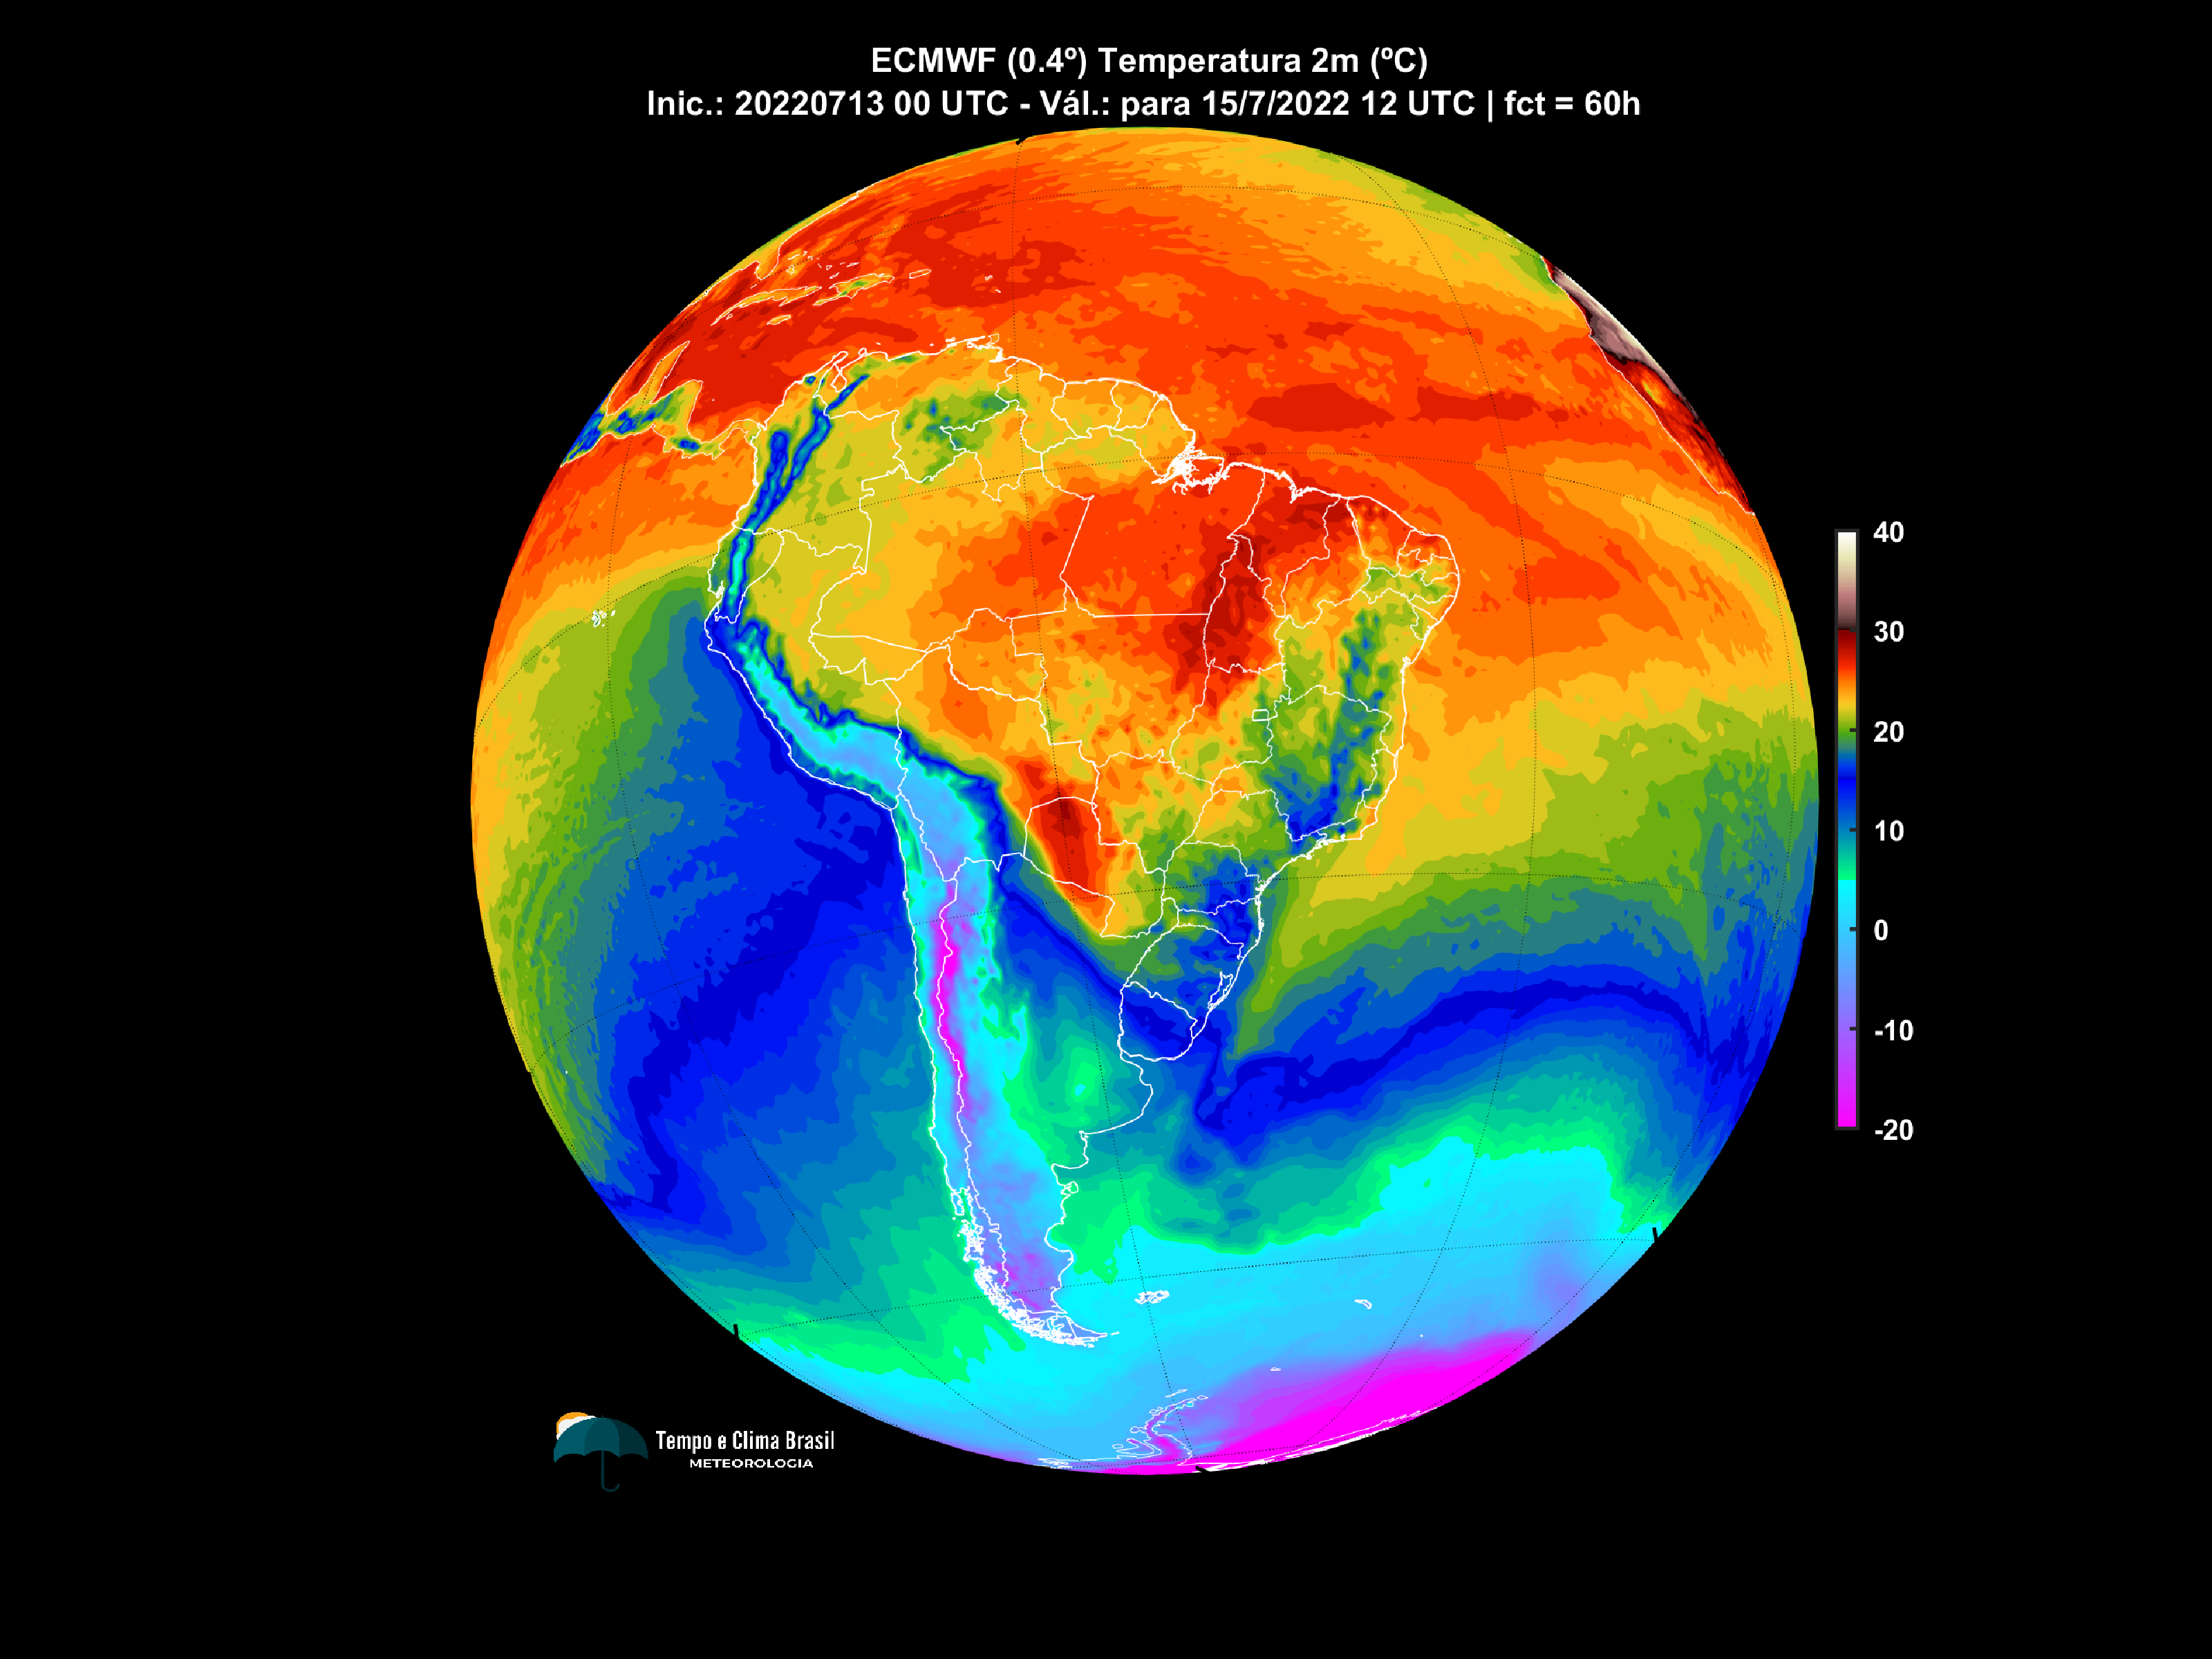 ECMWF (0.4º) Temperatura 2m (ºC)
Inic.: 20220713 00 UTC - Vál.: para 15/7/2022 12 UTC | fct = 60h
40
30
20
10
0
-10
-20
Tempo e Clima Brasil
METEOROLOGIA